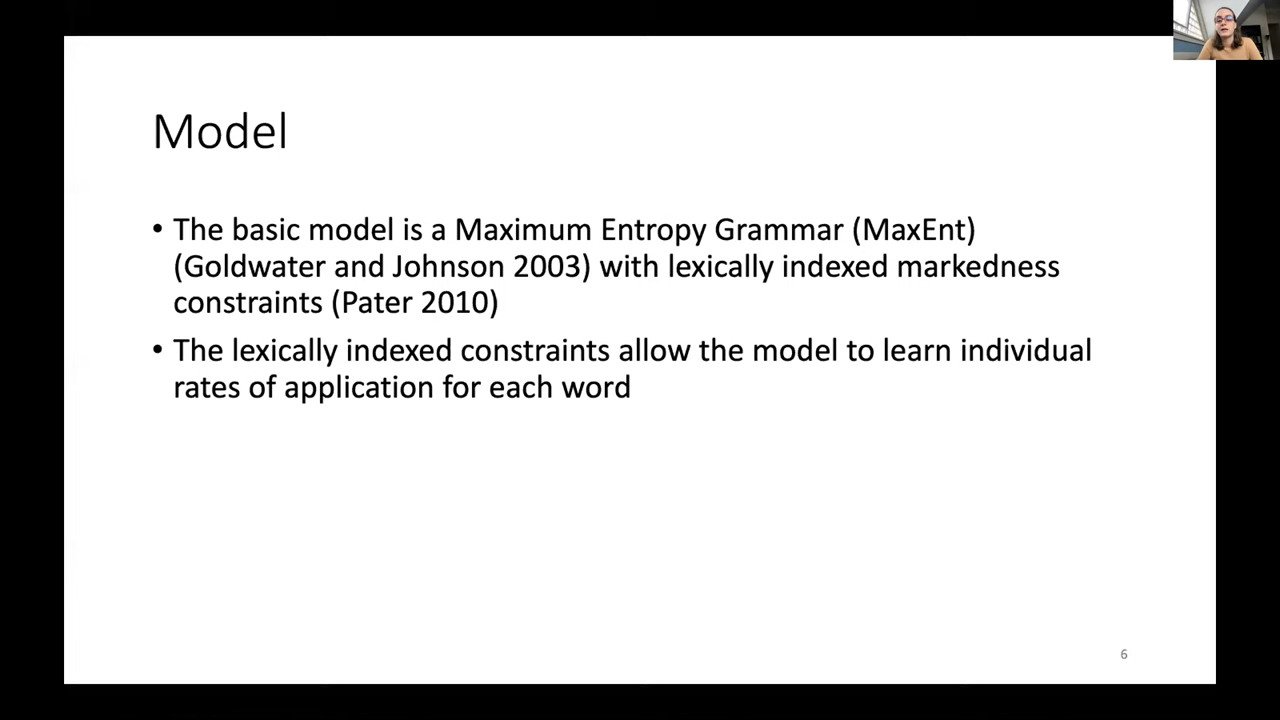 Model
• The basic model is a Maximum Entropy Grammar (MaxEnt)
(Goldwater and Johnson 2003) with lexically indexed markedness
constraints (Pater 2010)
• The lexically indexed constraints allow the model to learn individual
rates of application for each word
6